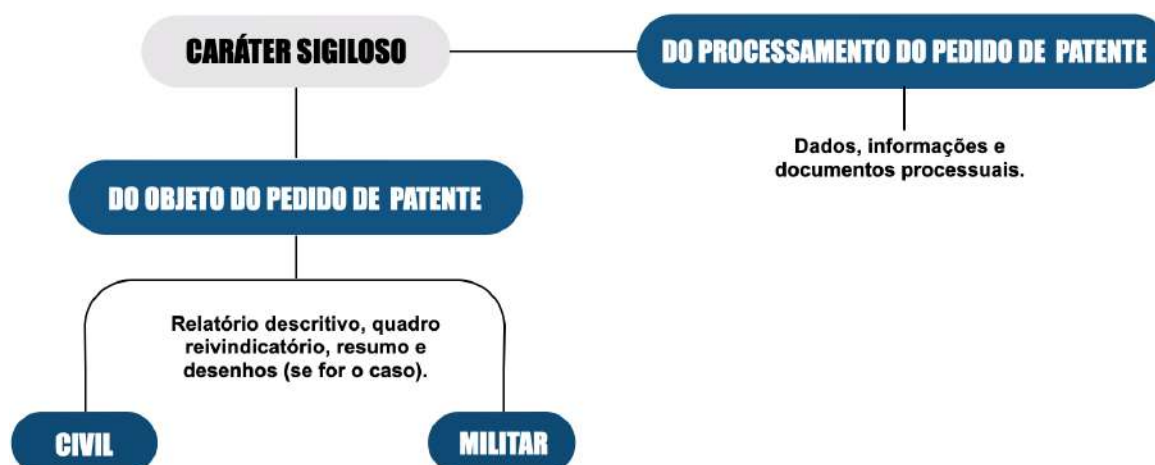 CARÁTER SIGILOSO
DO PROCESSAMENTO DO PEDIDO DE PATENTE
Dados, informações e
documentos processuais.
DO OBJETO DO PEDIDO DE PATENTE
Relatório descritivo, quadro
reivindicatório, resumo e
desenhos (se for o caso).
CIVIL
MILITAR